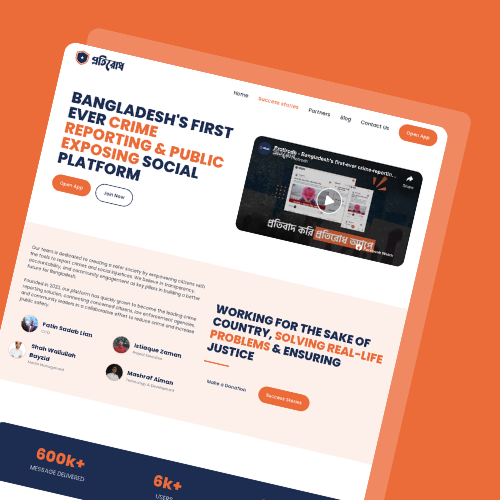 প্রতিরোধ
Home
Success stories
Partners
Blog
Contact Us
Open App
BANGLADESH'S FIRST
EVER CRIME
REPORTING & PUBLIC
EXPOSING SOCIAL
PLATFORM
Open App
Join Now
Protirodh - Bangladesh's first-ever crime-reportin...
Share
প্রতিবাদ করি প্রতিরোধ অ্যাপে
Our team is dedicated to creating a safer society by empowering citizens with
the tools to report crimes and social injustices. We believe in transparency,
accountability, and community engagement as key pillars in building a better
future for Bangladesh.
Founded in 2023, our platform has quickly grown to become the leading crime
reporting solution, connecting concerned citizens, law enforcement agencies,
and community leaders in a collaborative effort to reduce crime and increase
public safety.
Fatin Sadab Lian
CEO
Istiaque Zaman
Shah Waliullah
Bayzid
Mashraf Aiman
WORKING FOR THE SAKE OF
COUNTRY, SOLVING REAL-LIFE
PROBLEMS & ENSURING
JUSTICE
Make a Donation
Success Stories
600k+
MESSAGE DELIVERED
6k+
USERS